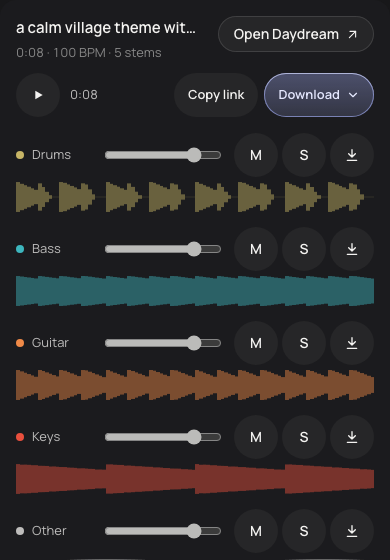 a calm village theme wit...
Open Daydream
0:08 · 100 BPM · 5 stems
0:08
Copy link
Download
Drums
M
S
Bass
M
S
Guitar
M
S
Keys
M
S
Other
M
S